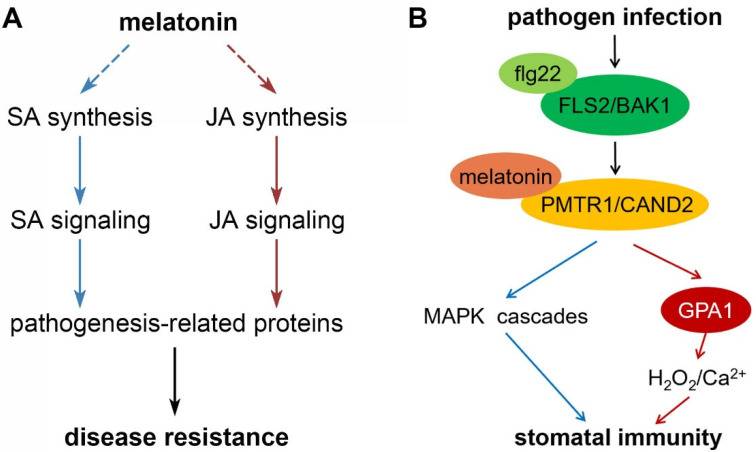 A
melatonin
SA synthesis
JA synthesis
SA signaling
JA signaling
pathogenesis-related proteins
disease resistance
B
pathogen infection
flg22
FLS2/BAK1
melatonin
PMTR1/CAND2
MAPK cascades
GPA1
H₂O₂/Ca²⁺
stomatal immunity